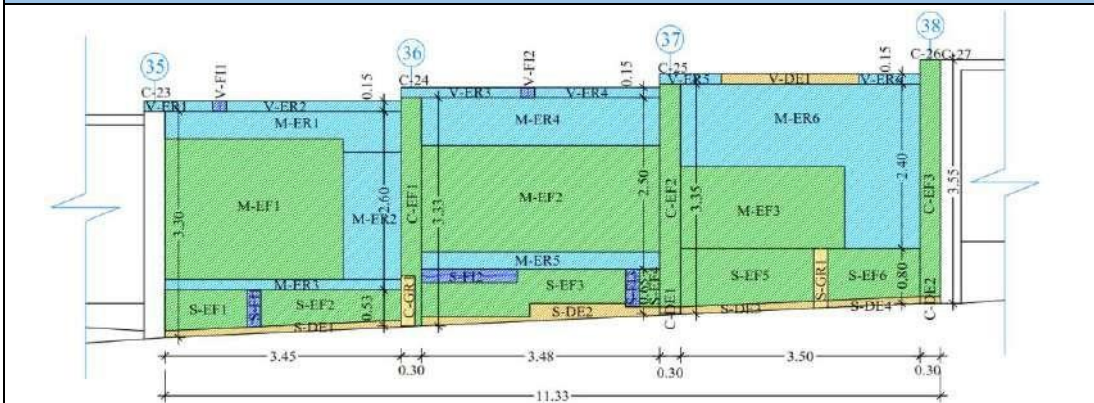 35
36
37
38
C-23
V-FI1
0.15
C-24
V-FI2
0.15
C-25
0.15
C-26
C-27
V-ER1
V-ER2
V-ER3
V-ER4
V-ER5
V-DE1
M-ER1
M-ER4
M-ER6
M-EF1
M-ER2
2.60
C-EF1
3.33
M-EF2
2.50
C-EF2
3.35
M-EF3
2.40
C-EF3
3.55
3.30
M-ER3
M-ER5
S-EF1
S-EF2
0.53
C-GR1
S-FI2
S-EF3
S-DE1
S-DE2
C-DE1
S-EF5
S-GR1
S-EF6
0.80
S-DE3
S-DE4
C-DE2
3.45
3.48
3.50
0.30
0.30
0.30
11.33